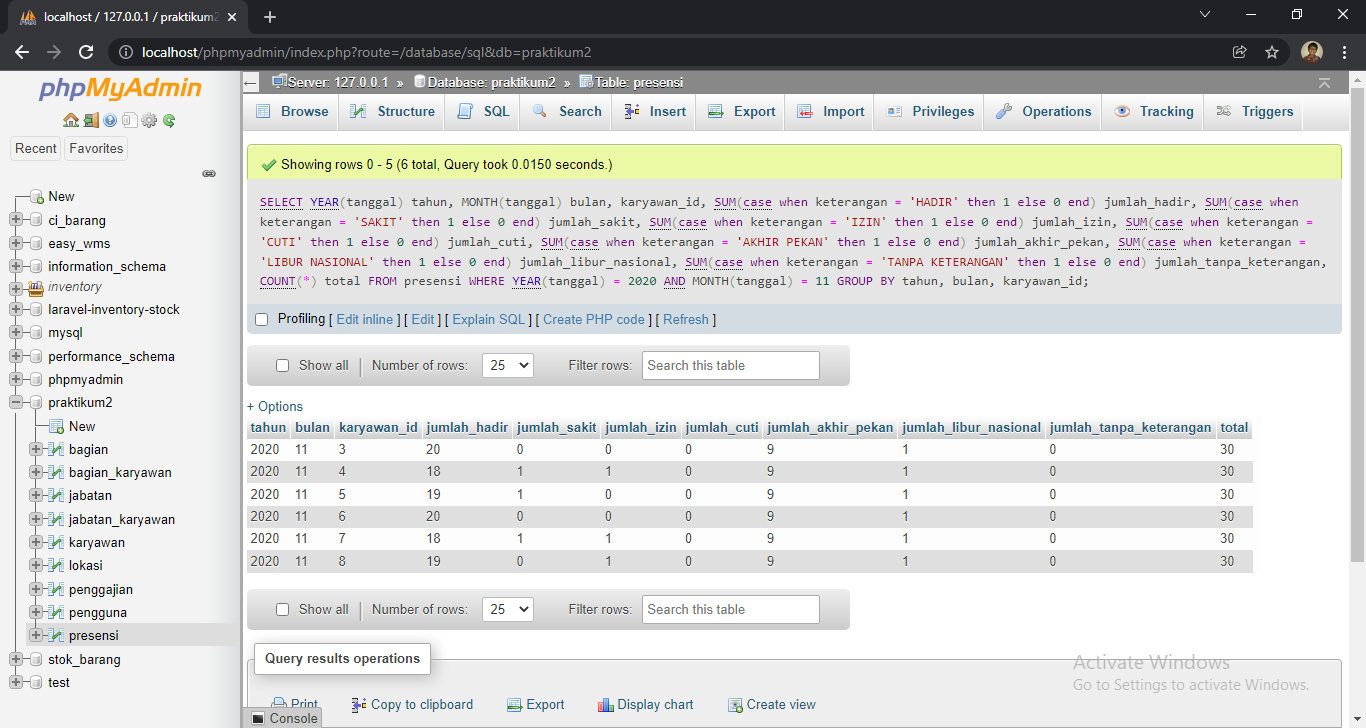 localhost / 127.0.0.1 / praktikum2
localhost/phpmyadmin/index.php?route=/database/sql&db=praktikum2
phpMyAdmin
Recent Favorites
New
ci_barang
easy_wms
information_schema
inventory
laravel-inventory-stock
mysql
performance_schema
phpmyadmin
praktikum2
New
bagian
bagian_karyawan
jabatan
jabatan_karyawan
karyawan
lokasi
penggajian
pengguna
presensi
stok_barang
test
Server: 127.0.0.1 » Database: praktikum2 » Table: presensi
Browse Structure SQL Search Insert Export Import Privileges Operations Tracking Triggers
Showing rows 0 - 5 (6 total, Query took 0.0150 seconds.)
SELECT YEAR(tanggal) tahun, MONTH(tanggal) bulan, karyawan_id, SUM(case when keterangan = 'HADIR' then 1 else 0 end) jumlah_hadir, SUM(case when
keterangan = 'SAKIT' then 1 else 0 end) jumlah_sakit, SUM(case when keterangan = 'IZIN' then 1 else 0 end) jumlah_izin, SUM(case when keterangan =
'CUTI' then 1 else 0 end) jumlah_cuti, SUM(case when keterangan = 'AKHIR PEKAN' then 1 else 0 end) jumlah_akhir_pekan, SUM(case when keterangan =
'LIBUR NASIONAL' then 1 else 0 end) jumlah_libur_nasional, SUM(case when keterangan = 'TANPA KETERANGAN' then 1 else 0 end) jumlah_tanpa_keterangan,
COUNT(*) total FROM presensi WHERE YEAR(tanggal) = 2020 AND MONTH(tanggal) = 11 GROUP BY tahun, bulan, karyawan_id;
Profiling [ Edit inline ] [ Edit ] [ Explain SQL ] [ Create PHP code ] [ Refresh ]
Show all Number of rows: 25 Filter rows: Search this table
+ Options
tahun bulan karyawan_id jumlah_hadir jumlah_sakit jumlah_izin jumlah_cuti jumlah_akhir_pekan jumlah_libur_nasional jumlah_tanpa_keterangan total
2020 11 3 20 0 0 0 9 1 0 30
2020 11 4 18 1 1 0 9 1 0 30
2020 11 5 19 1 0 0 9 1 0 30
2020 11 6 20 0 0 0 9 1 0 30
2020 11 7 18 1 1 0 9 1 0 30
2020 11 8 19 0 1 0 9 1 0 30
Show all Number of rows: 25 Filter rows: Search this table
Query results operations
Print Copy to clipboard Export Display chart Create view
Console
Activate Windows
Go to Settings to activate Windows.